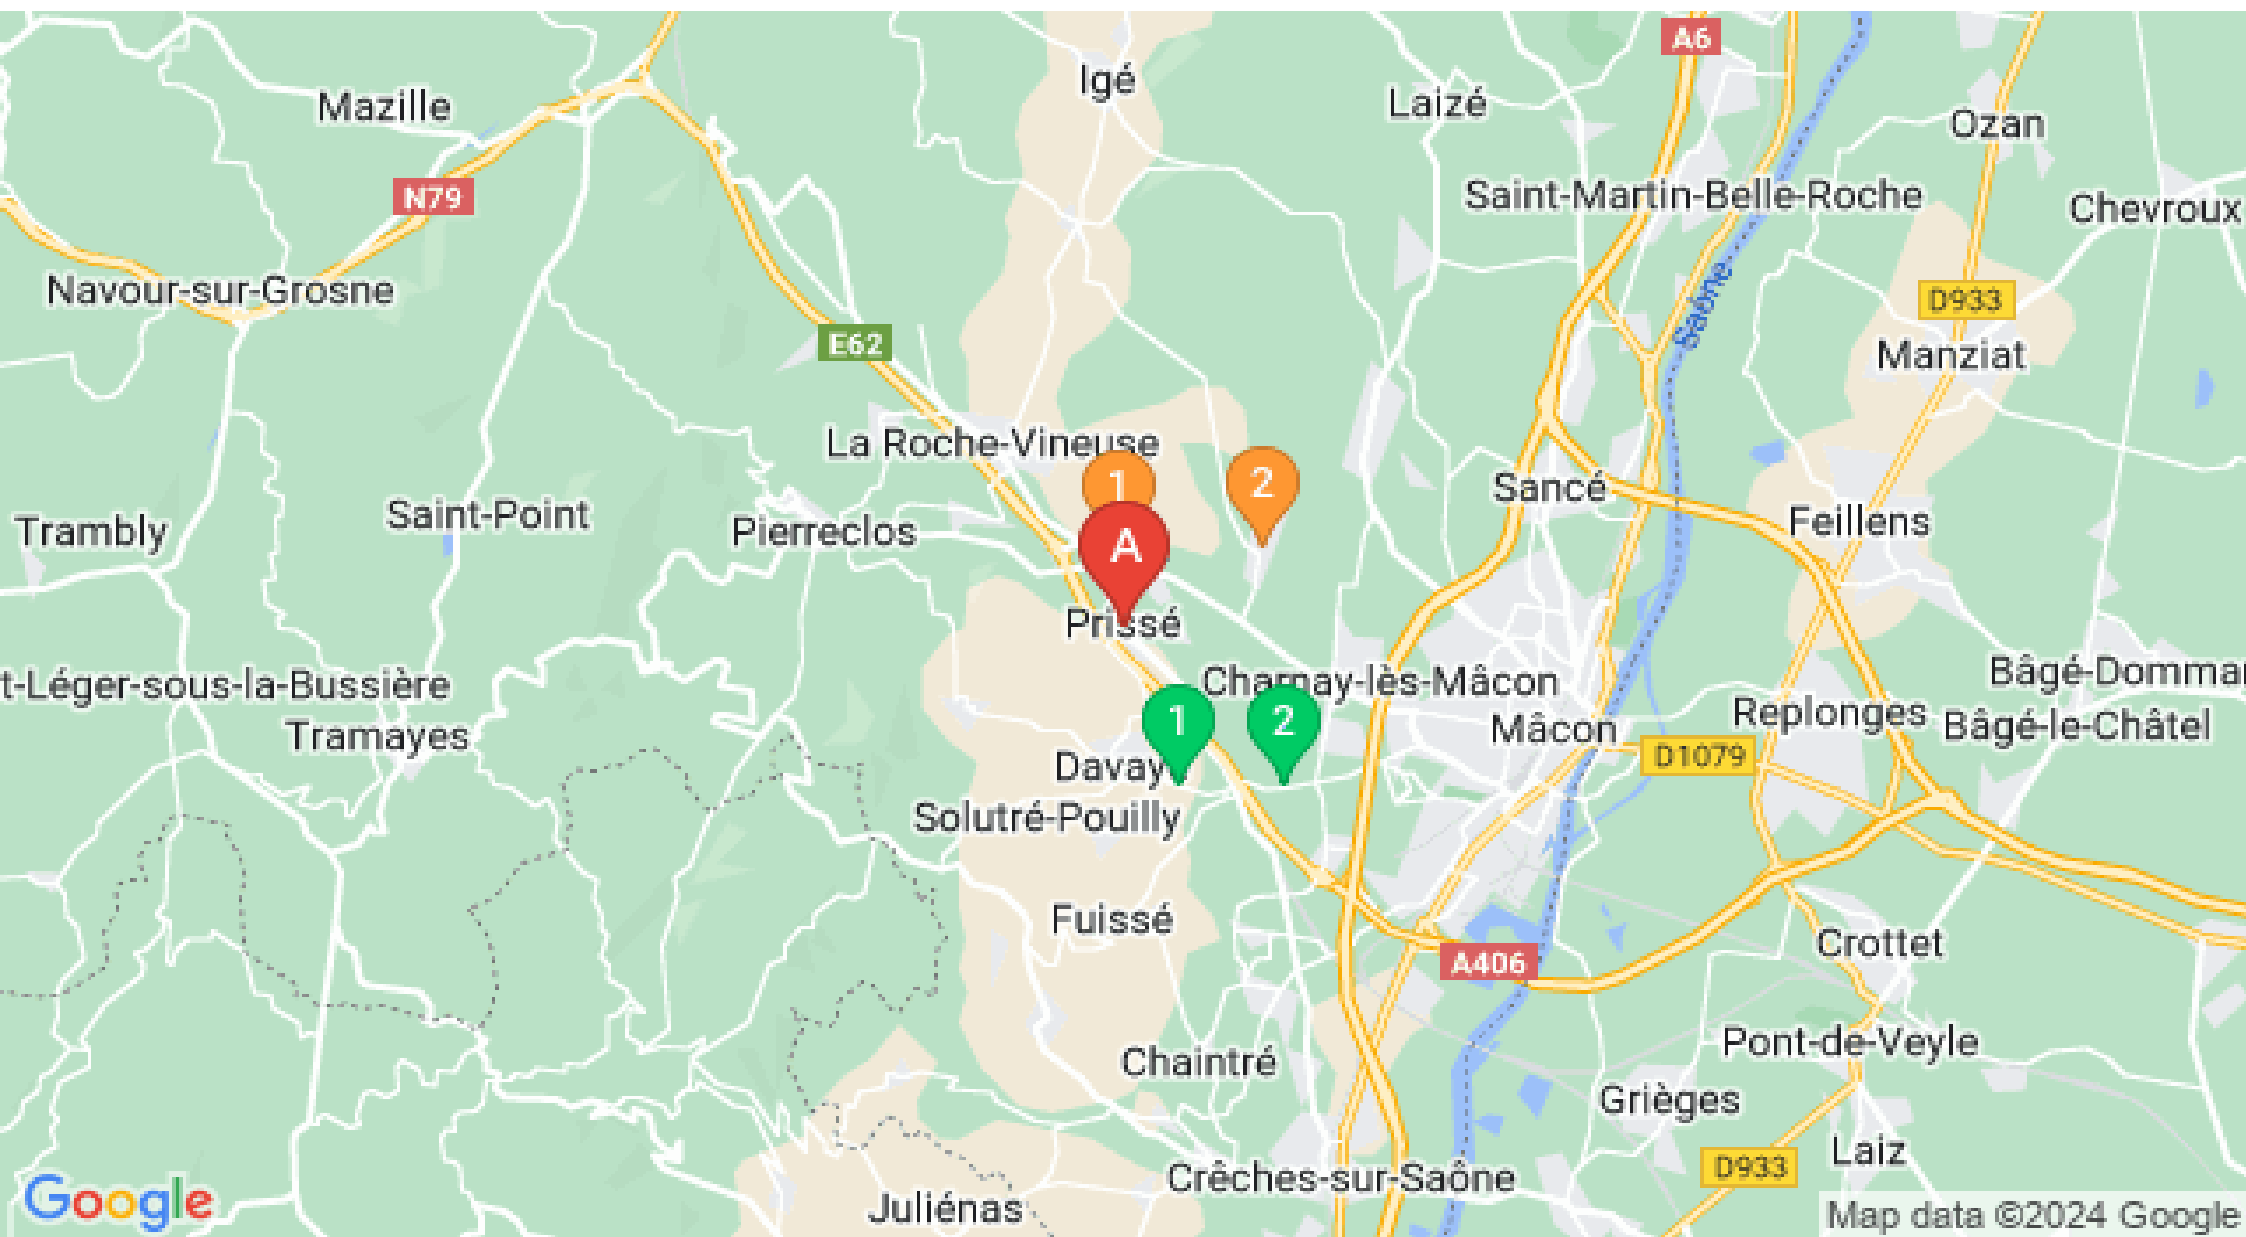 A6
Igé
Mazille
Laizé
Ozan
N79
Saint-Martin-Belle-Roche
Chevroux
Navour-sur-Grosne
Saône
D933
E62
Manziat
La Roche-Vineuse
1
2
Sancé
Saint-Point
Trambly
Pierreclos
Feillens
A
Prissé
t-Léger-sous-la-Bussière
Charnay-lès-Mâcon
Bâgé-Dommar
Tramayes
1
2
Mâcon
Replonges
Bâgé-le-Châtel
D1079
Davay
Solutré-Pouilly
Fuissé
Crottet
A406
Pont-de-Veyle
Chaintré
Grièges
Laiz
D933
Crêches-sur-Saône
Juliénas
Google
Map data ©2024 Google